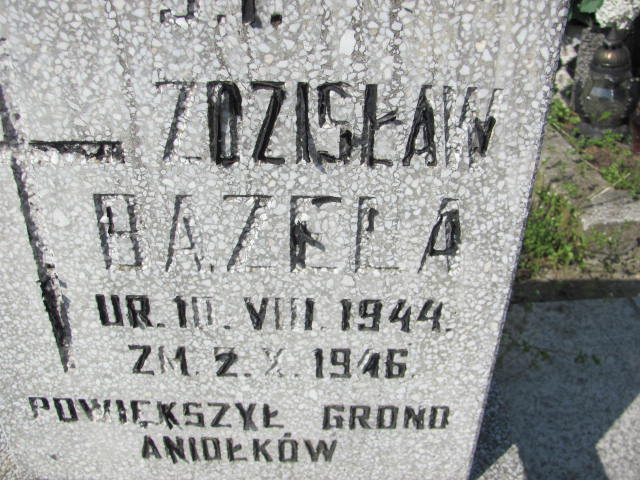 Ś.P.
ZDZISŁAW
BAZELA
UR. 10. VIII. 1944.
ZM. 2. X. 1946.
POWIĘKSZYŁ GRONO
ANIOŁKÓW